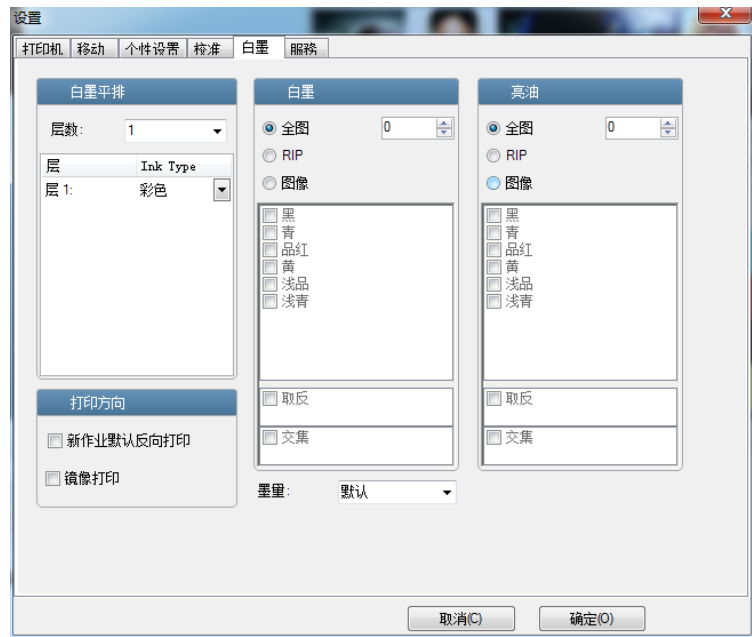 设置
打印机 移动 个性设置 校准 白墨 服務
白墨平排
层数: 1
层 Ink Type
层 1: 彩色
打印方向
新作业默认反向打印
镜像打印
白墨
全图 0
RIP
图像
黑
青
品红
黄
浅品
浅青
取反
交集
墨量: 默认
亮油
全图 0
RIP
图像
黑
青
品红
黄
浅品
浅青
取反
交集
取消(C) 确定(O)